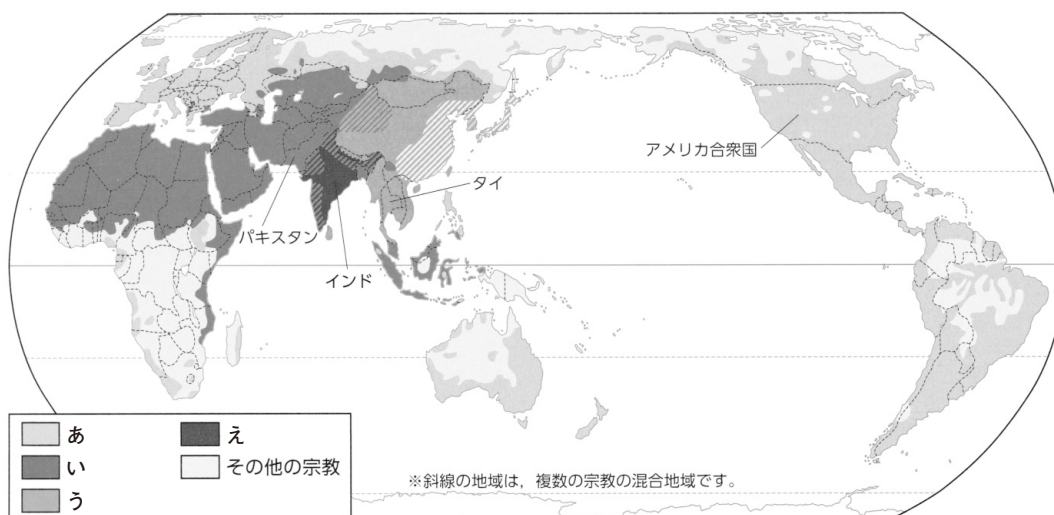 アメリカ合衆国
タイ
パキスタン
インド
あ
い
う
え
その他の宗教
※斜線の地域は，複数の宗教の混合地域です。